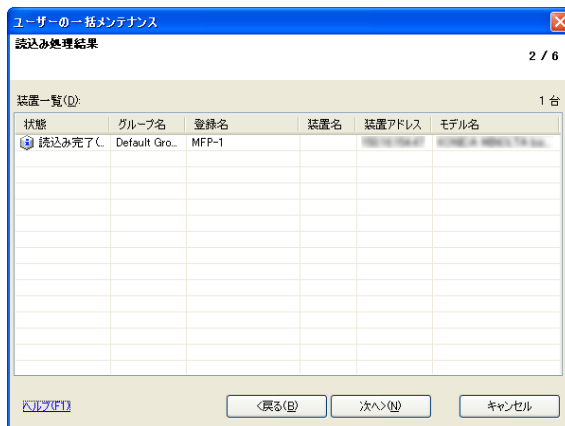 ユーザーの一括メンテナンス
読込み処理結果
2 / 6
装置一覧(D):
1 台
状態 グループ名 登録名 装置名 装置アドレス モデル名
読込み完了(... Default Gro... MFP-1
ヘルプ(F1)
<戻る(B) 次へ>(N) キャンセル